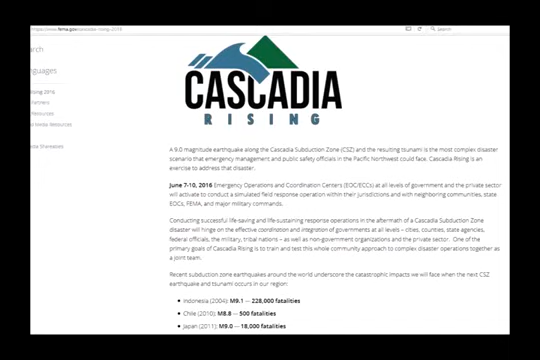 https://www.fema.gov/cascadia-rising-2016
Search
arch
nguages
Rising 2016
Partners
Resources
CASCADIA
RISING
A 9.0 magnitude earthquake along the Cascadia Subduction Zone (CSZ) and the resulting tsunami is the most complex disaster
scenario that emergency management and public safety officials in the Pacific Northwest could face. Cascadia Rising is an
exercise to address that disaster.
June 7-10, 2016 Emergency Operations and Coordination Centers (EOC/ECCs) at all levels of government and the private sector
will activate to conduct a simulated field response operation within their jurisdictions and with neighboring communities, state
EOCs, FEMA, and major military commands.
Conducting successful life-saving and life-sustaining response operations in the aftermath of a Cascadia Subduction Zone
disaster will hinge on the effective coordination and integration of governments at all levels – cities, counties, state agencies,
federal officials, the military, tribal nations – as well as non-government organizations and the private sector. One of the
primary goals of Cascadia Rising is to train and test this whole community approach to complex disaster operations together as
a joint team.
Recent subduction zone earthquakes around the world underscore the catastrophic impacts we will face when the next CSZ
earthquake and tsunami occurs in our region:
• Indonesia (2004): M9.1 — 228,000 fatalities
• Chile (2010): M8.8 — 500 fatalities
• Japan (2011): M9.0 — 18,000 fatalities